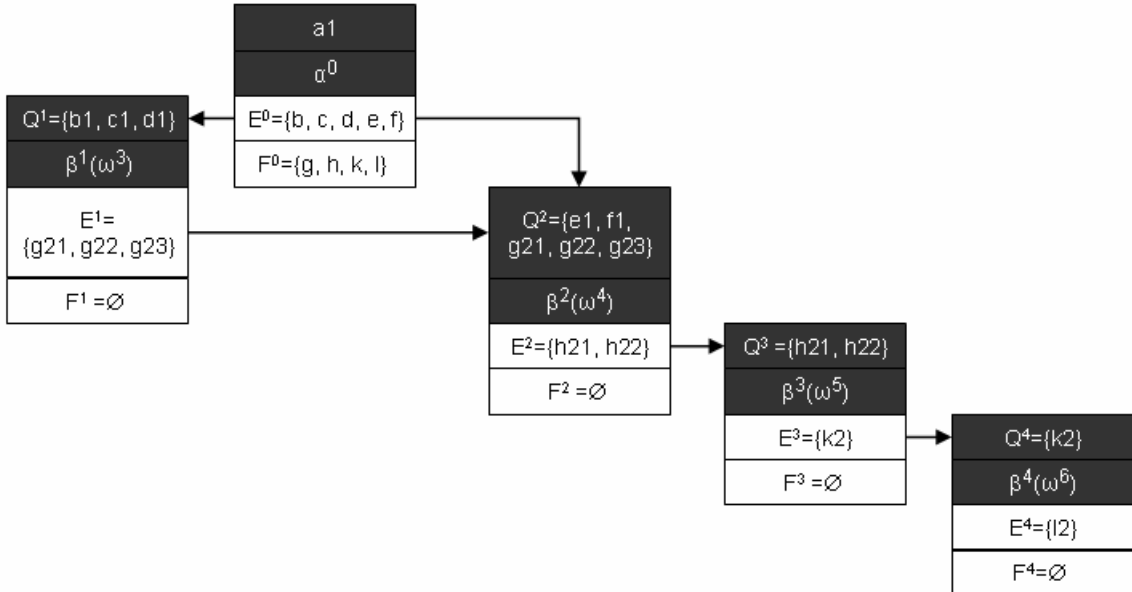 a1
α⁰
E⁰={b, c, d, e, f}
F⁰={g, h, k, l}
Q¹={b1, c1, d1}
β¹(ω³)
E¹=
{g21, g22, g23}
F¹ =∅
Q²={e1, f1,
g21, g22, g23}
β²(ω⁴)
E²={h21, h22}
F² =∅
Q³ ={h21, h22}
β³(ω⁵)
E³={k2}
F³ =∅
Q⁴={k2}
β⁴(ω⁶)
E⁴={l2}
F⁴=∅